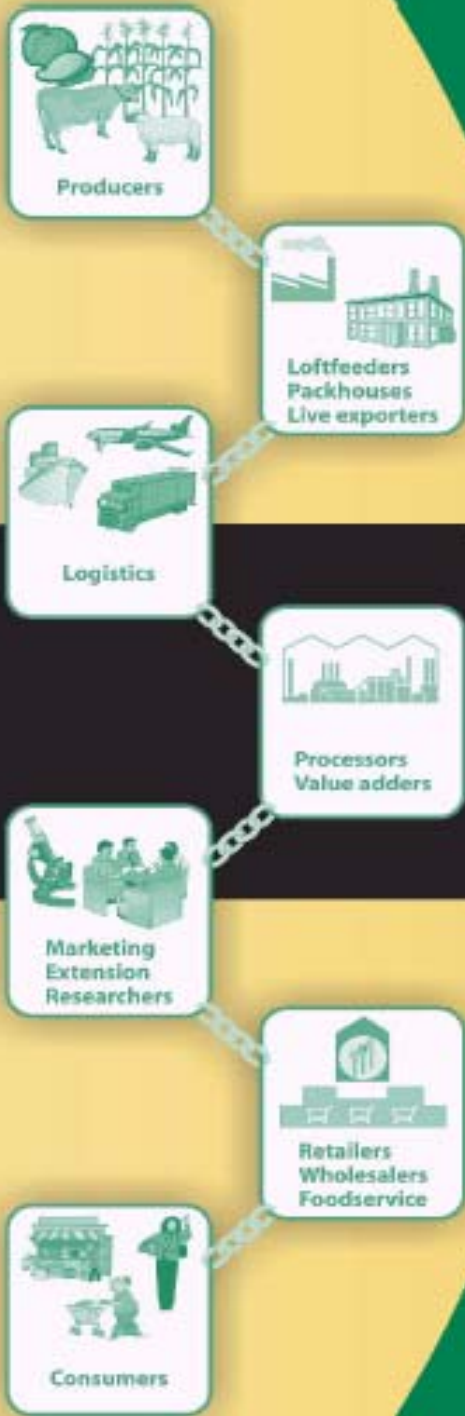 Producers
Loftfeeders
Packhouses
Live exporters
Logistics
Processors
Value adders
Marketing
Extension
Researchers
Retailers
Wholesalers
Foodservice
Consumers